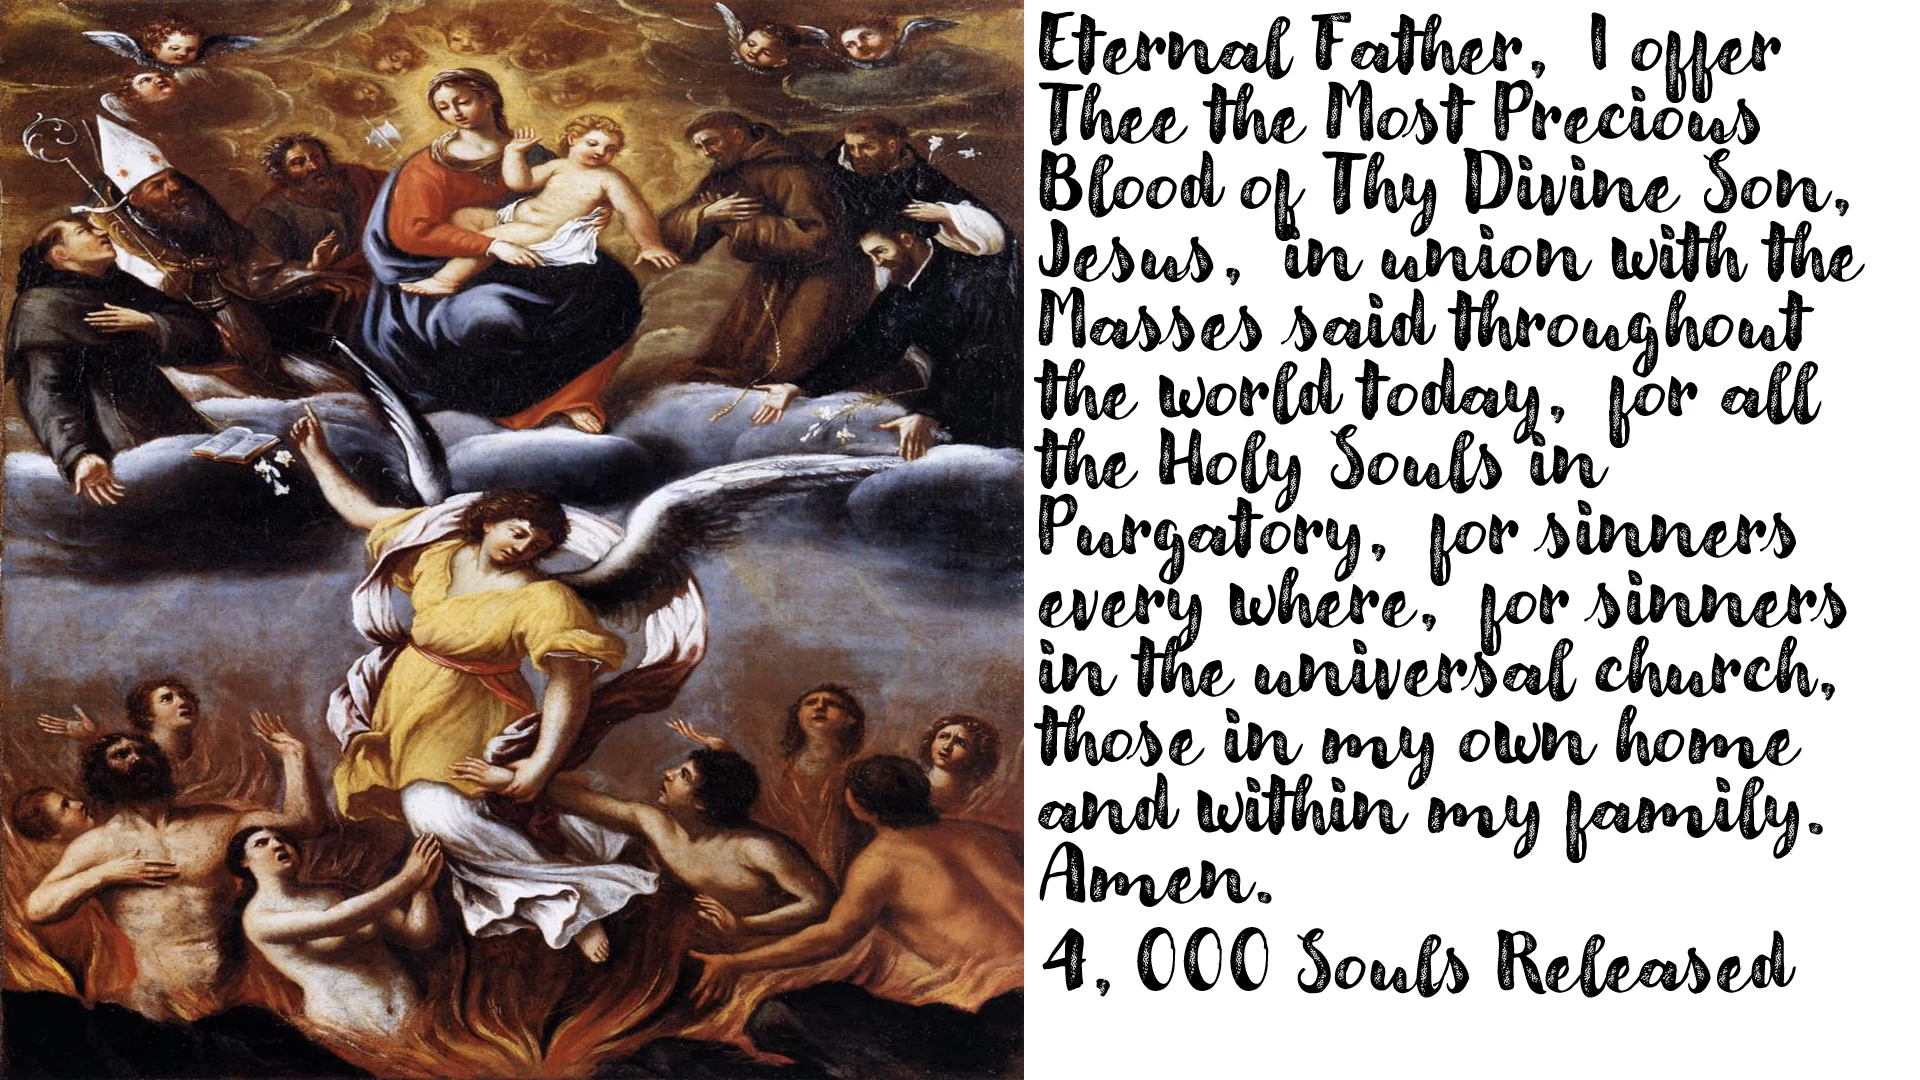 Eternal Father, I offer
Thee the Most Precious
Blood of Thy Divine Son,
Jesus, in union with the
Masses said throughout
the world today, for all
the Holy Souls in
Purgatory, for sinners
every where, for sinners
in the universal church,
those in my own home
and within my family.
Amen.
4, 000 Souls Released